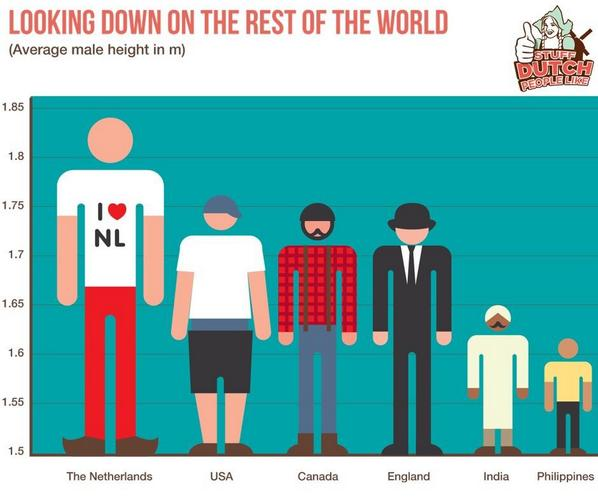 LOOKING DOWN ON THE REST OF THE WORLD
(Average male height in m)
STUFF
DUTCH
PEOPLE LIKE
1.85
1.8
1.75
1.7
1.65
1.6
1.55
1.5
I ♥
NL
The Netherlands USA Canada England India Philippines